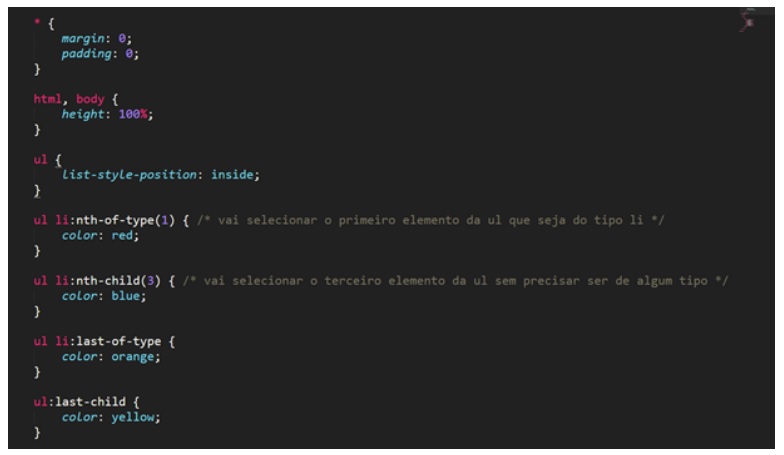 * {
margin: 0;
padding: 0;
}
html, body {
height: 100%;
}
ul {
list-style-position: inside;
}
ul li:nth-of-type(1) { /* vai selecionar o primeiro elemento da ul que seja do tipo li */
color: red;
}
ul li:nth-child(3) { /* vai selecionar o terceiro elemento da ul sem precisar ser de algum tipo */
color: blue;
}
ul li:last-of-type {
color: orange;
}
ul:last-child {
color: yellow;
}